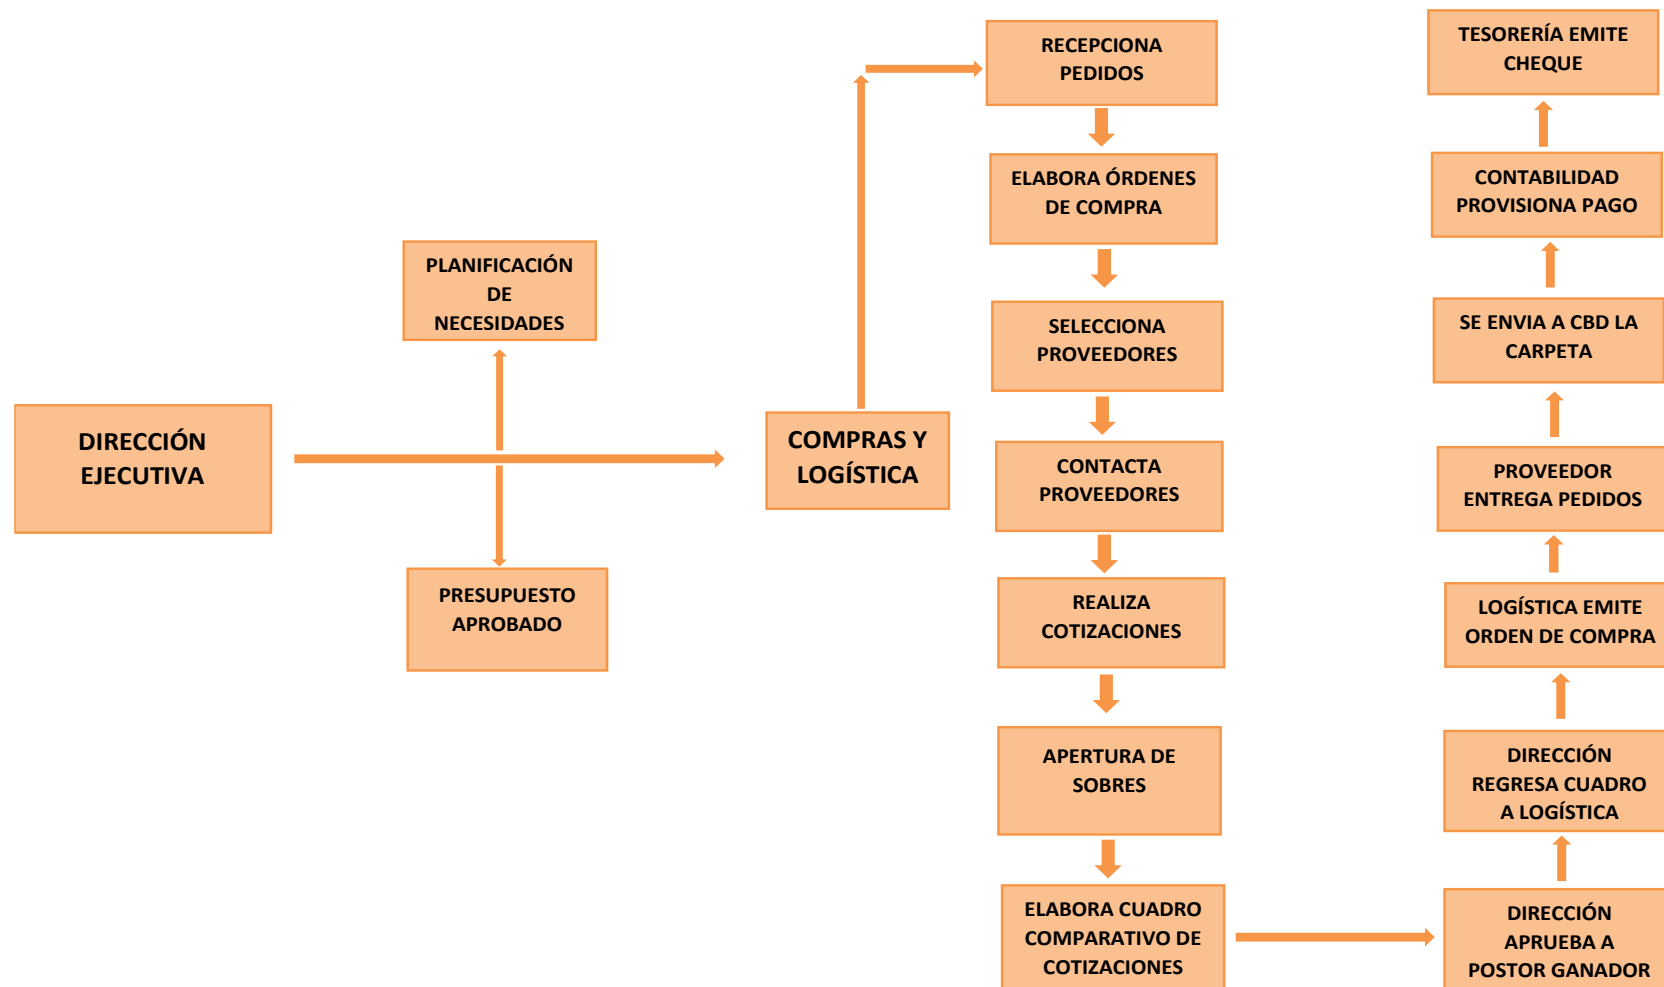 DIRECCIÓN
EJECUTIVA
PLANIFICACIÓN
DE
NECESIDADES
PRESUPUESTO
APROBADO
COMPRAS Y
LOGÍSTICA
RECEPCIONA
PEDIDOS
ELABORA ÓRDENES
DE COMPRA
SELECCIONA
PROVEEDORES
CONTACTA
PROVEEDORES
REALIZA
COTIZACIONES
APERTURA DE
SOBRES
ELABORA CUADRO
COMPARATIVO DE
COTIZACIONES
DIRECCIÓN
APRUEBA A
POSTOR GANADOR
DIRECCIÓN
REGRESA CUADRO
A LOGÍSTICA
LOGÍSTICA EMITE
ORDEN DE COMPRA
PROVEEDOR
ENTREGA PEDIDOS
SE ENVIA A CBD LA
CARPETA
CONTABILIDAD
PROVISIONA PAGO
TESORERÍA EMITE
CHEQUE